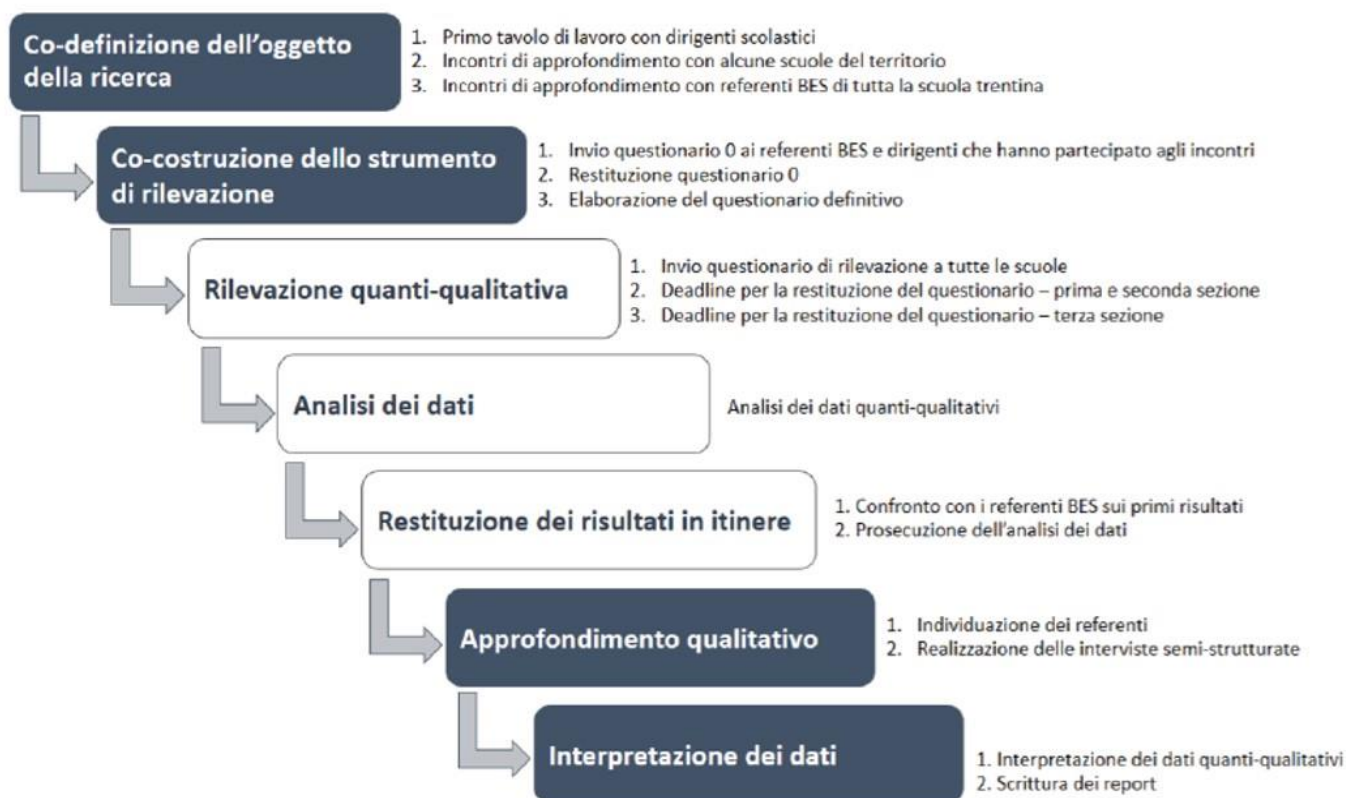 Co-definizione dell'oggetto
della ricerca
1. Primo tavolo di lavoro con dirigenti scolastici
2. Incontri di approfondimento con alcune scuole del territorio
3. Incontri di approfondimento con referenti BES di tutta la scuola trentina
Co-costruzione dello strumento
di rilevazione
1. Invio questionario 0 ai referenti BES e dirigenti che hanno partecipato agli incontri
2. Restituzione questionario 0
3. Elaborazione del questionario definitivo
Rilevazione quanti-qualitativa
1. Invio questionario di rilevazione a tutte le scuole
2. Deadline per la restituzione del questionario – prima e seconda sezione
3. Deadline per la restituzione del questionario – terza sezione
Analisi dei dati
Analisi dei dati quanti-qualitativi
Restituzione dei risultati in itinere
1. Confronto con i referenti BES sui primi risultati
2. Prosecuzione dell'analisi dei dati
Approfondimento qualitativo
1. Individuazione dei referenti
2. Realizzazione delle interviste semi-strutturate
Interpretazione dei dati
1. Interpretazione dei dati quanti-qualitativi
2. Scrittura dei report